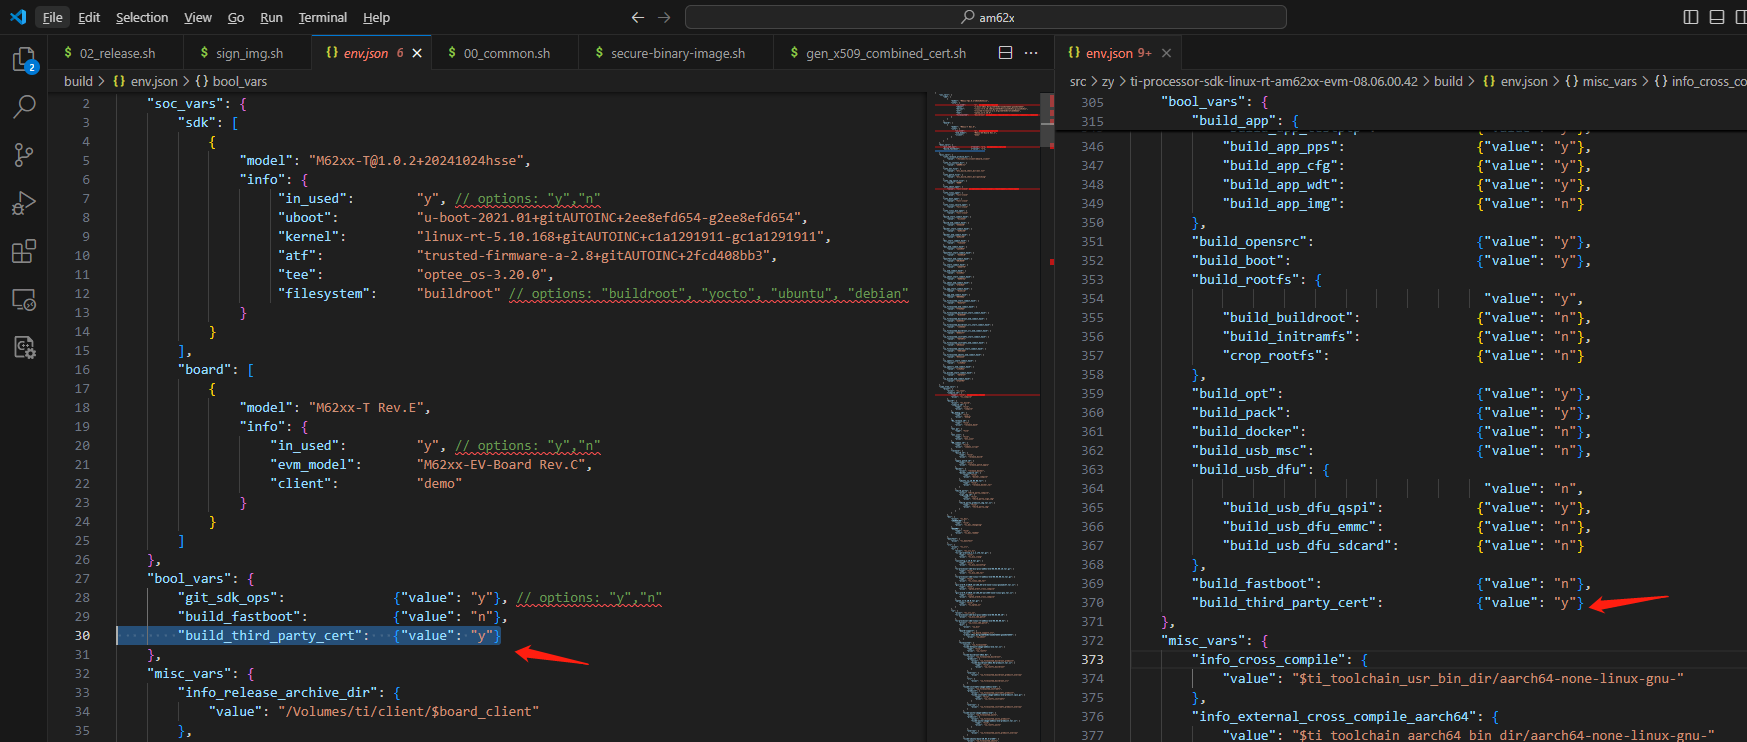 File Edit Selection View Go Run Terminal Help
am62x
2
$ 02_release.sh
$ sign_img.sh
{} env.json 6
$ 00_common.sh
$ secure-binary-image.sh
$ gen_x509_combined_cert.sh
build > {} env.json > {} bool_vars
2 "soc_vars": {
3 "sdk": [
4 {
5 "model": "M62xx-T@1.0.2+20241024hsse",
6 "info": {
7 "in_used": "y", // options: "y","n"
8 "uboot": "u-boot-2021.01+gitAUTOINC+2ee8efd654-g2ee8efd654",
9 "kernel": "linux-rt-5.10.168+gitAUTOINC+c1a1291911-gc1a1291911",
10 "atf": "trusted-firmware-a-2.8+gitAUTOINC+2fcd408bb3",
11 "tee": "optee_os-3.20.0",
12 "filesystem": "buildroot" // options: "buildroot", "yocto", "ubuntu", "debian"
13 }
14 }
15 ],
16 "board": [
17 {
18 "model": "M62xx-T Rev.E",
19 "info": {
20 "in_used": "y", // options: "y","n"
21 "evm_model": "M62xx-EV-Board Rev.C",
22 "client": "demo"
23 }
24 }
25 ]
26 },
27 "bool_vars": {
28 "git_sdk_ops": {"value": "y"}, // options: "y","n"
29 "build_fastboot": {"value": "n"},
30 "build_third_party_cert": {"value": "y"}
31 },
32 "misc_vars": {
33 "info_release_archive_dir": {
34 "value": "/Volumes/ti/client/$board_client"
35 },
{} env.json 9+
src > zy > ti-processor-sdk-linux-rt-am62xx-evm-08.06.00.42 > build > {} env.json > {} misc_vars > {} info_cross_co
305 "bool_vars": {
315 "build_app": {
346 "build_app_pps": {"value": "y"},
347 "build_app_cfg": {"value": "y"},
348 "build_app_wdt": {"value": "y"},
349 "build_app_img": {"value": "n"}
350 },
351 "build_opensrc": {"value": "y"},
352 "build_boot": {"value": "y"},
353 "build_rootfs": {
354 "value": "y",
355 "build_buildroot": {"value": "n"},
356 "build_initramfs": {"value": "n"},
357 "crop_rootfs": {"value": "n"}
358 },
359 "build_opt": {"value": "y"},
360 "build_pack": {"value": "y"},
361 "build_docker": {"value": "n"},
362 "build_usb_msc": {"value": "n"},
363 "build_usb_dfu": {
364 "value": "n",
365 "build_usb_dfu_qspi": {"value": "y"},
366 "build_usb_dfu_emmc": {"value": "n"},
367 "build_usb_dfu_sdcard": {"value": "n"}
368 },
369 "build_fastboot": {"value": "n"},
370 "build_third_party_cert": {"value": "y"}
371 },
372 "misc_vars": {
373 "info_cross_compile": {
374 "value": "$ti_toolchain_usr_bin_dir/aarch64-none-linux-gnu-"
375 },
376 "info_external_cross_compile_aarch64": {
377 "value": "$ti_toolchain_aarch64_bin_dir/aarch64-none-linux-gnu-"